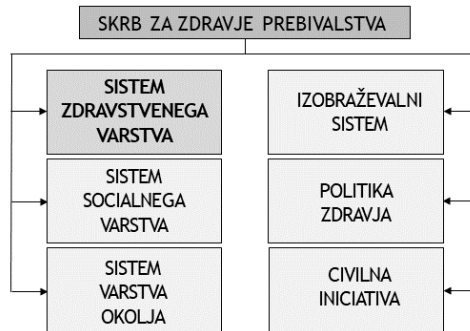 SKRB ZA ZDRAVJE PREBIVALSTVA
SISTEM
ZDRAVSTVENEGA
VARSTVA
IZOBRAŽEVALNI
SISTEM
SISTEM
SOCIALNEGA
VARSTVA
POLITIKA
ZDRAVJA
SISTEM
VARSTVA
OKOLJA
CIVILNA
INICIATIVA